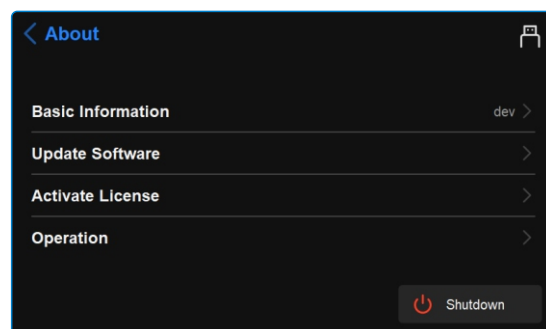 About
Basic Information dev
Update Software
Activate License
Operation
Shutdown